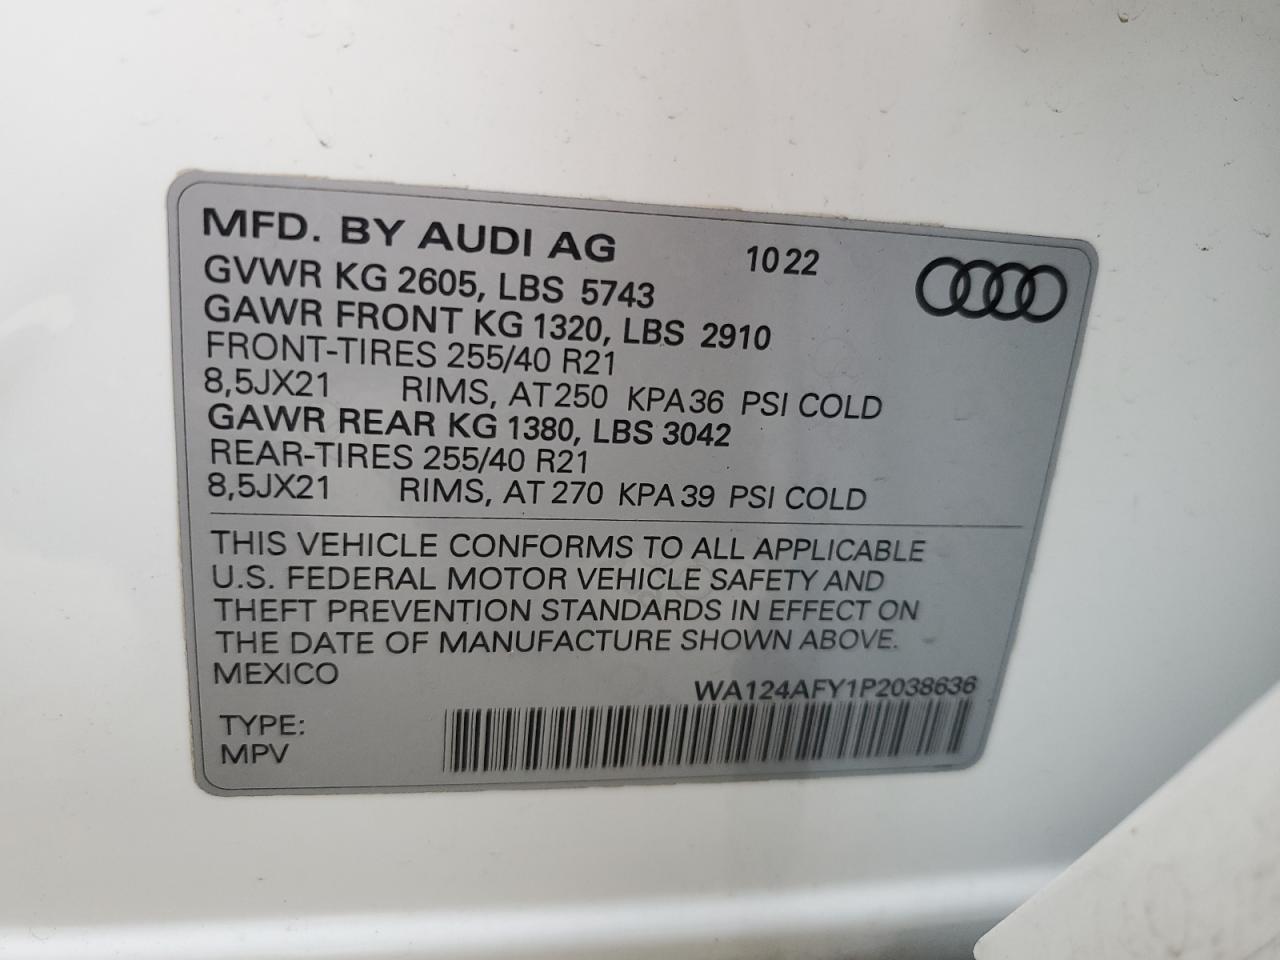 MFD. BY AUDI AG 10 22
GVWR KG 2605, LBS 5743
GAWR FRONT KG 1320, LBS 2910
FRONT-TIRES 255/40 R21
8,5JX21 RIMS, AT 250 KPA 36 PSI COLD
GAWR REAR KG 1380, LBS 3042
REAR-TIRES 255/40 R21
8,5JX21 RIMS, AT 270 KPA 39 PSI COLD
THIS VEHICLE CONFORMS TO ALL APPLICABLE
U.S. FEDERAL MOTOR VEHICLE SAFETY AND
THEFT PREVENTION STANDARDS IN EFFECT ON
THE DATE OF MANUFACTURE SHOWN ABOVE.
MEXICO
WA124AFY1P2038636
TYPE:
MPV